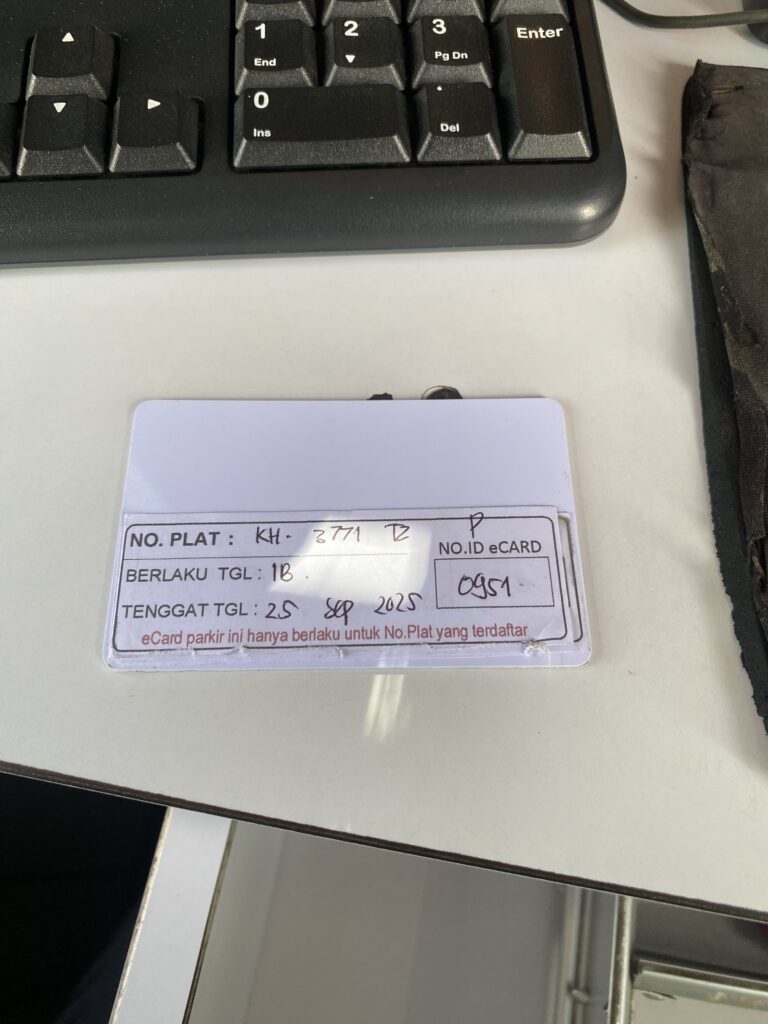 1 End
2
3 Pg Dn
Enter
0 Ins
. Del
NO. PLAT : KH - 3771 TZ
P
NO.ID eCARD
BERLAKU TGL : 1B .
0951
TENGGAT TGL : 25 Sep 2025
eCard parkir ini hanya berlaku untuk No.Plat yang terdaftar